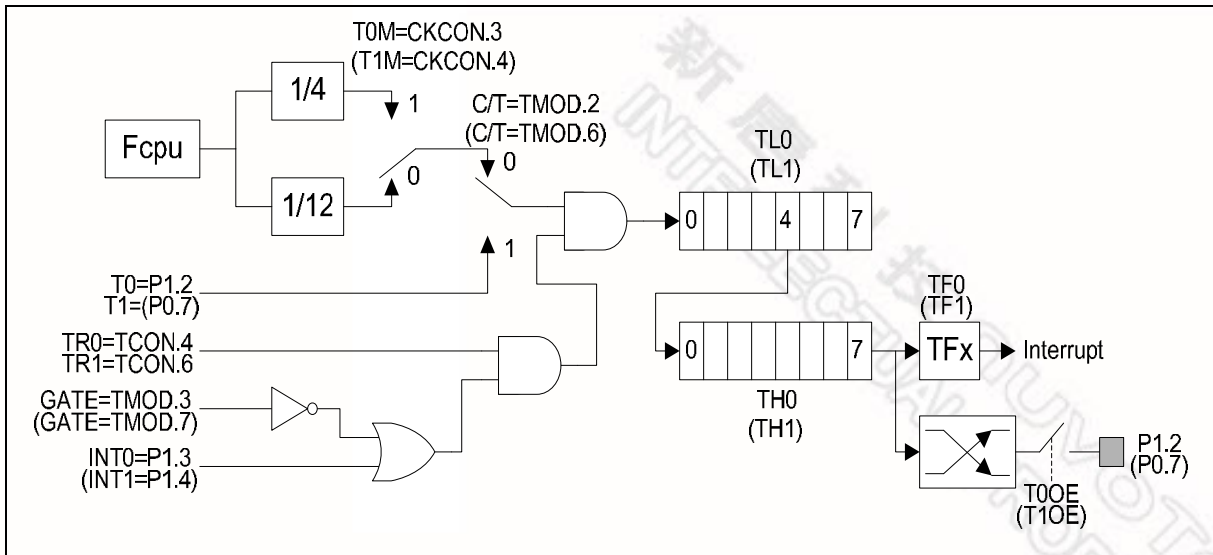 T0M=CKCON.3
(T1M=CKCON.4)
1/4
1
C/T=TMOD.2
(C/T=TMOD.6)
Fcpu
0
0
1/12
1
TL0
(TL1)
0 4 7
T0=P1.2
T1=(P0.7)
TR0=TCON.4
TR1=TCON.6
0 7
TH0
(TH1)
TF0
(TF1)
TFx
Interrupt
GATE=TMOD.3
(GATE=TMOD.7)
INT0=P1.3
(INT1=P1.4)
P1.2
(P0.7)
T0OE
(T1OE)